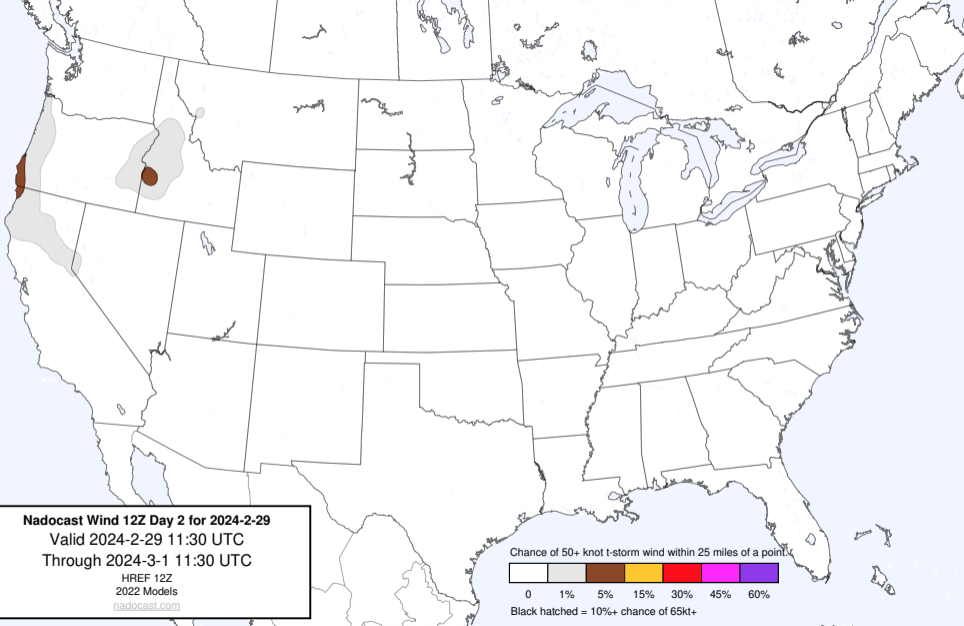 Nadocast Wind 12Z Day 2 for 2024-2-29
Valid 2024-2-29 11:30 UTC
Through 2024-3-1 11:30 UTC
HREF 12Z
2022 Models
nadocast.com
Chance of 50+ knot t-storm wind within 25 miles of a point.
0 1% 5% 15% 30% 45% 60%
Black hatched = 10%+ chance of 65kt+